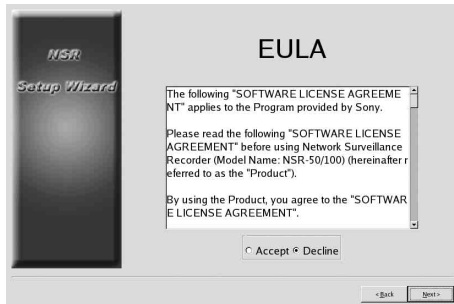 NSR
Setup Wizard
EULA
The following "SOFTWARE LICENSE AGREEME
NT" applies to the Program provided by Sony.
Please read the following "SOFTWARE LICENSE
AGREEMENT" before using Network Surveillance
Recorder (Model Name: NSR-50/100) (hereinafter r
eferred to as the "Product").
By using the Product, you agree to the "SOFTWAR
E LICENSE AGREEMENT".
Accept Decline
< Back Next >